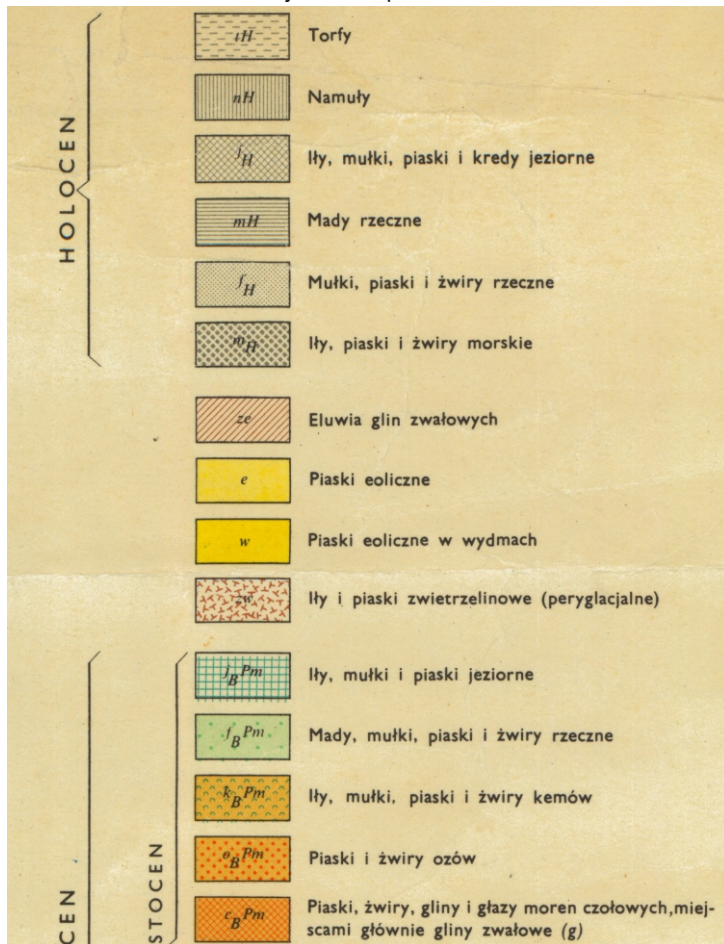 HOLOCEN
tH Torfy
nH Namuły
jH Iły, mułki, piaski i kredy jeziorne
mH Mady rzeczne
fH Mułki, piaski i żwiry rzeczne
mH Iły, piaski i żwiry morskie
ze Eluwia glin zwałowych
e Piaski eoliczne
w Piaski eoliczne w wydmach
zw Iły i piaski zwietrzelinowe (peryglacjalne)
CEN
STOCEN
jBPm Iły, mułki i piaski jeziorne
fBPm Mady, mułki, piaski i żwiry rzeczne
kBPm Iły, mułki, piaski i żwiry kemów
oBPm Piaski i żwiry ozów
cBPm Piaski, żwiry, gliny i głazy moren czołowych,miej-
scami głównie gliny zwałowe (g)